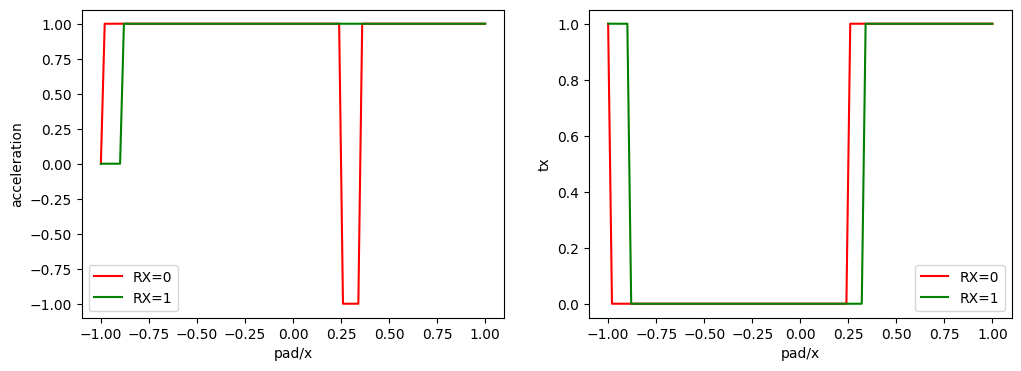 1.00
0.75
0.50
0.25
0.00
−0.25
−0.50
−0.75
−1.00
acceleration
RX=0
RX=1
−1.00 −0.75 −0.50 −0.25 0.00 0.25 0.50 0.75 1.00
pad/x
1.0
0.8
0.6
0.4
0.2
0.0
tx
RX=0
RX=1
−1.00 −0.75 −0.50 −0.25 0.00 0.25 0.50 0.75 1.00
pad/x